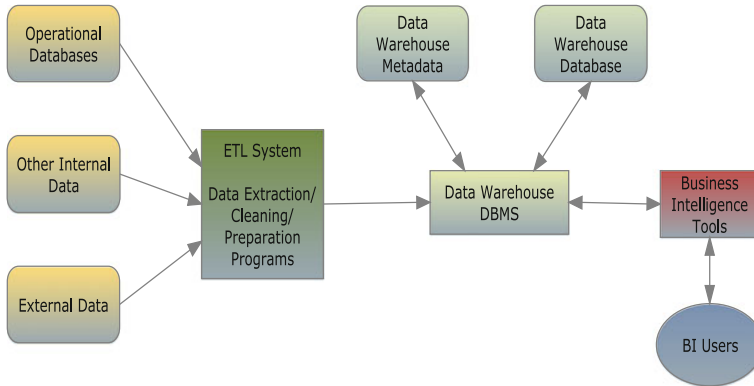 Operational
Databases
Other Internal
Data
External Data
ETL System
Data Extraction/
Cleaning/
Preparation
Programs
Data
Warehouse
Metadata
Data
Warehouse
Database
Data Warehouse
DBMS
Business
Intelligence
Tools
BI Users